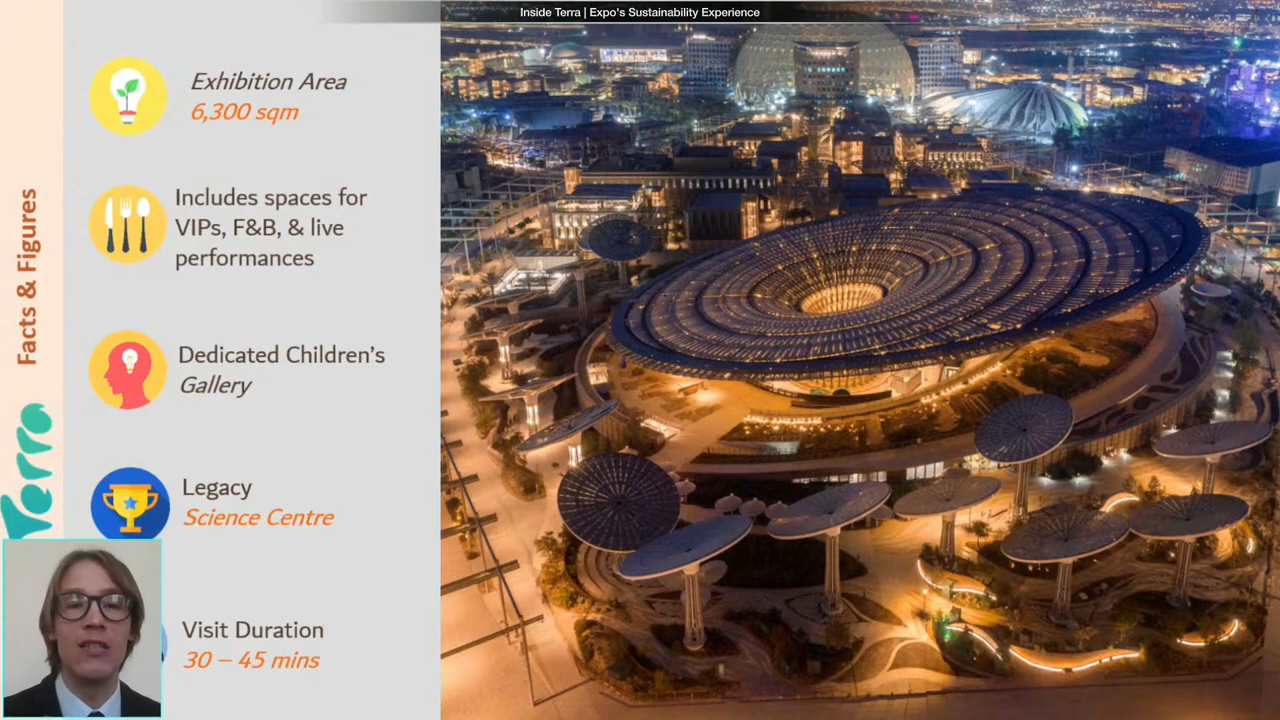 Inside Terra | Expo's Sustainability Experience
Facts & Figures
Terra
Exhibition Area
6,300 sqm
Includes spaces for
VIPs, F&B, & live
performances
Dedicated Children's
Gallery
Legacy
Science Centre
Visit Duration
30 – 45 mins